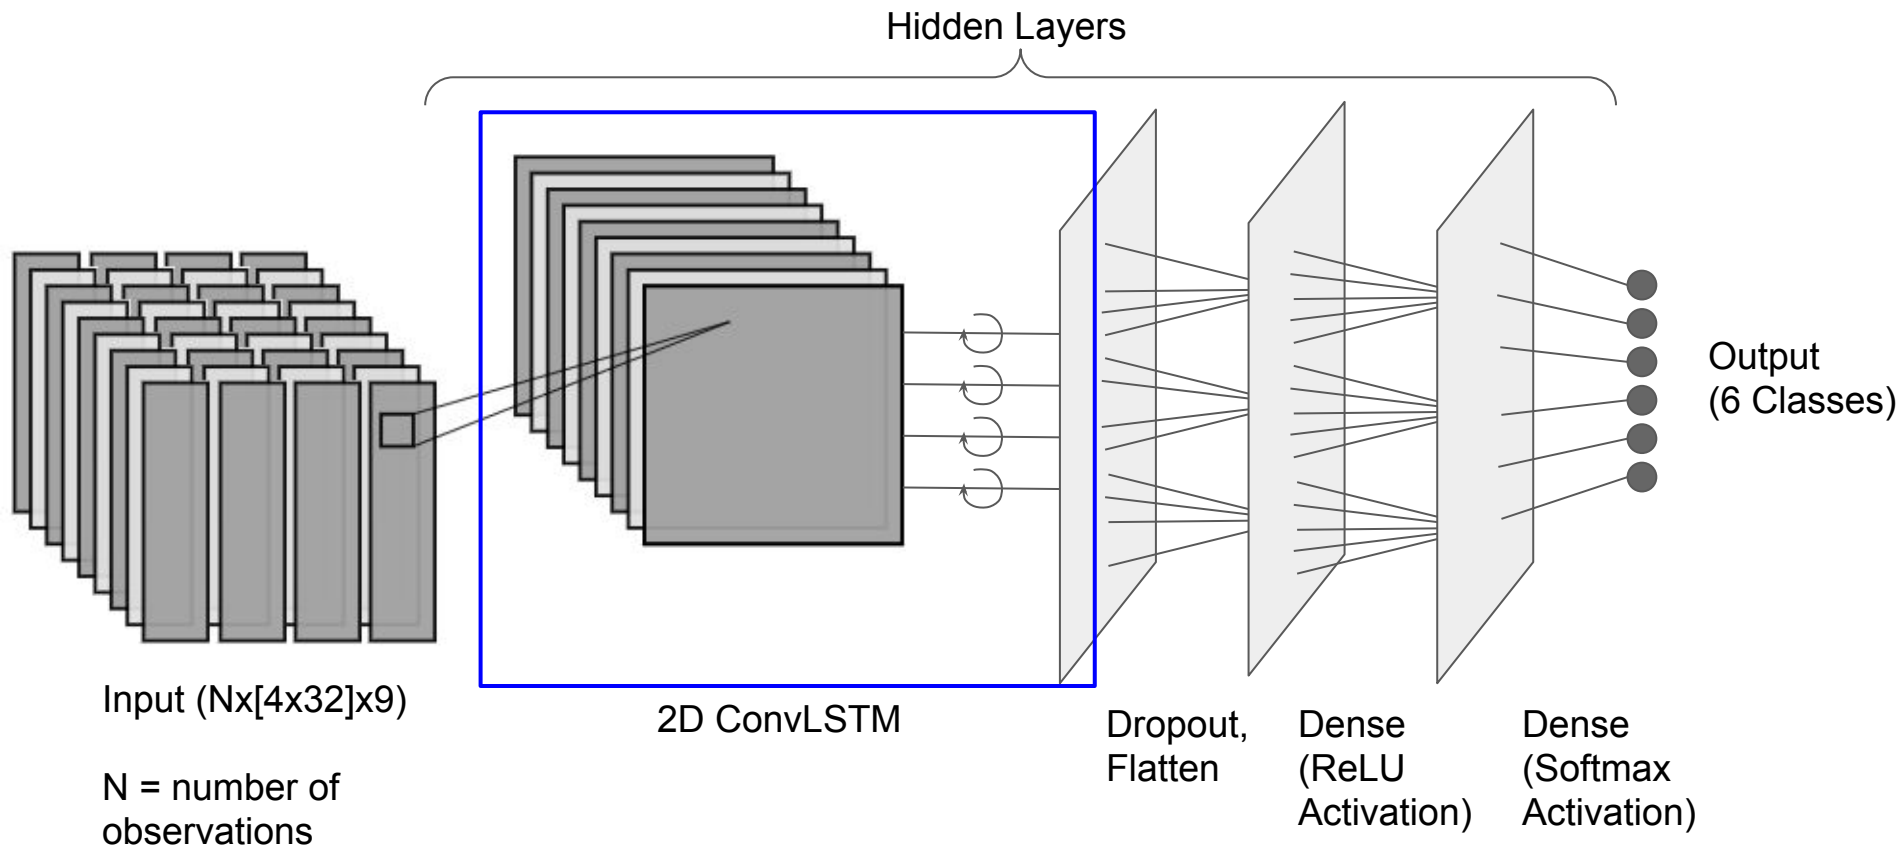 Hidden Layers
Output
(6 Classes)
Input (Nx[4x32]x9)
N = number of
observations
2D ConvLSTM
Dropout,
Flatten
Dense
(ReLU
Activation)
Dense
(Softmax
Activation)